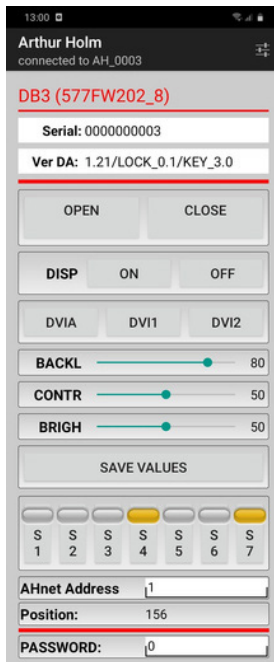 13:00
Arthur Holm
connected to AH_0003
DB3 (577FW202_8)
Serial: 0000000003
Ver DA: 1.21/LOCK_0.1/KEY_3.0
OPEN CLOSE
DISP ON OFF
DVIA DVI1 DVI2
BACKL 80
CONTR 50
BRIGH 50
SAVE VALUES
S S S S S S S
1 2 3 4 5 6 7
AHnet Address 1
Position: 156
PASSWORD: 0